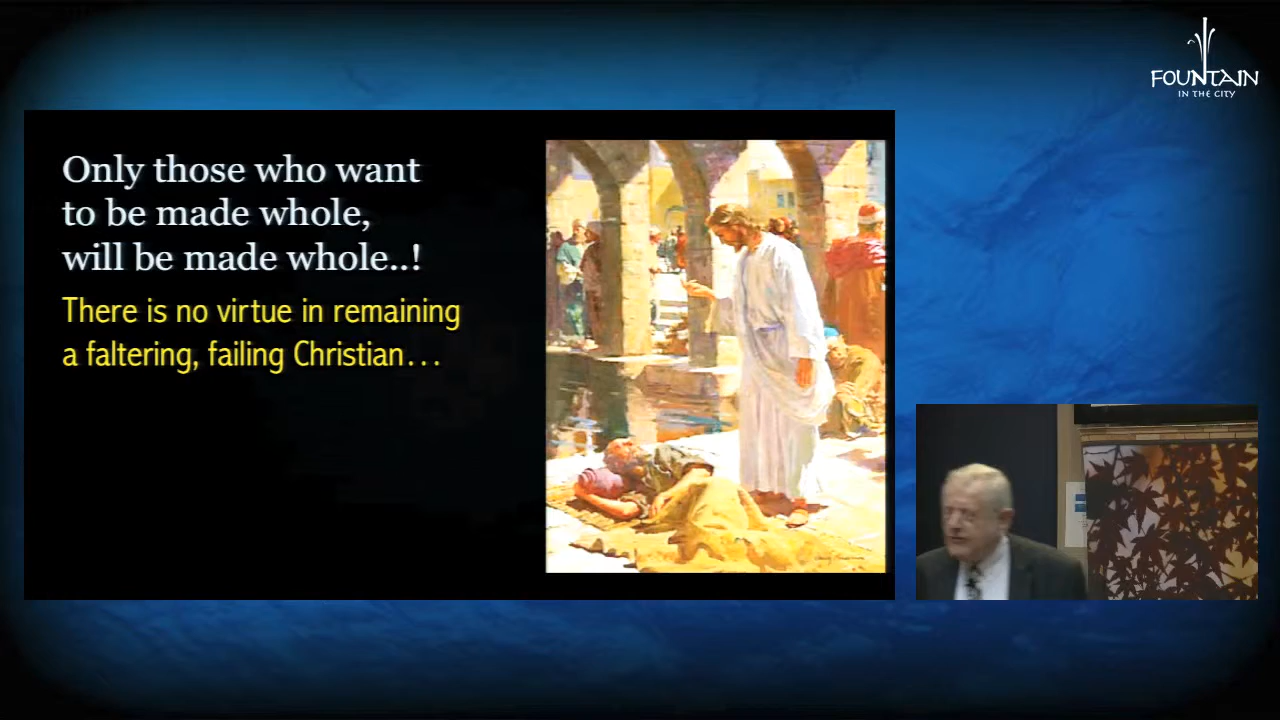 FOUNTAIN
IN THE CITY
Only those who want
to be made whole,
will be made whole..!
There is no virtue in remaining
a faltering, failing Christian...